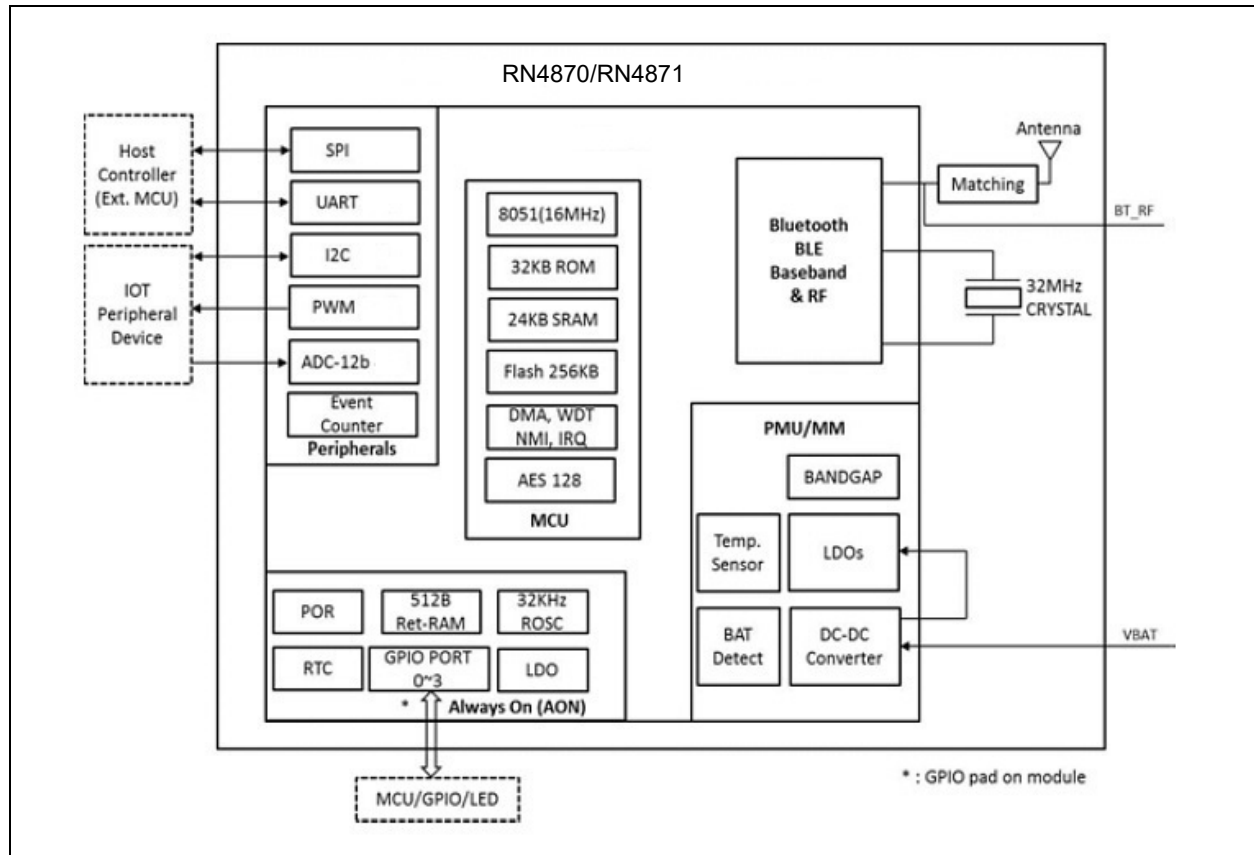 RN4870/RN4871
Host
Controller
(Ext. MCU)
IOT
Peripheral
Device
SPI
UART
I2C
PWM
ADC-12b
Event
Counter
Peripherals
8051(16MHz)
32KB ROM
24KB SRAM
Flash 256KB
DMA, WDT
NMI, IRQ
AES 128
MCU
Bluetooth
BLE
Baseband
& RF
Antenna
Matching
BT_RF
32MHz
CRYSTAL
PMU/MM
BANDGAP
Temp.
Sensor
LDOs
BAT
Detect
DC-DC
Converter
VBAT
POR
512B
Ret-RAM
32KHz
ROSC
RTC
GPIO PORT
0~3
LDO
* Always On (AON)
MCU/GPIO/LED
* : GPIO pad on module